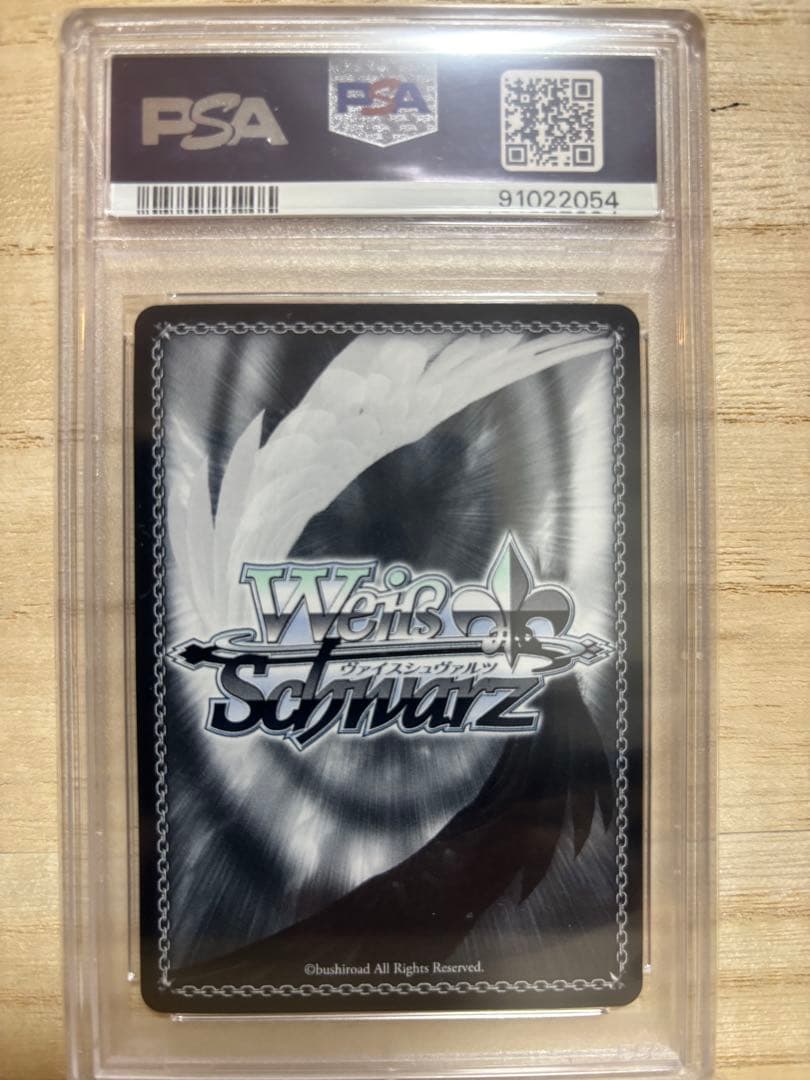 PSA
PSA
91022054
Weiß
ヴァイスシュヴァルツ
Schwarz
©bushiroad All Rights Reserved.